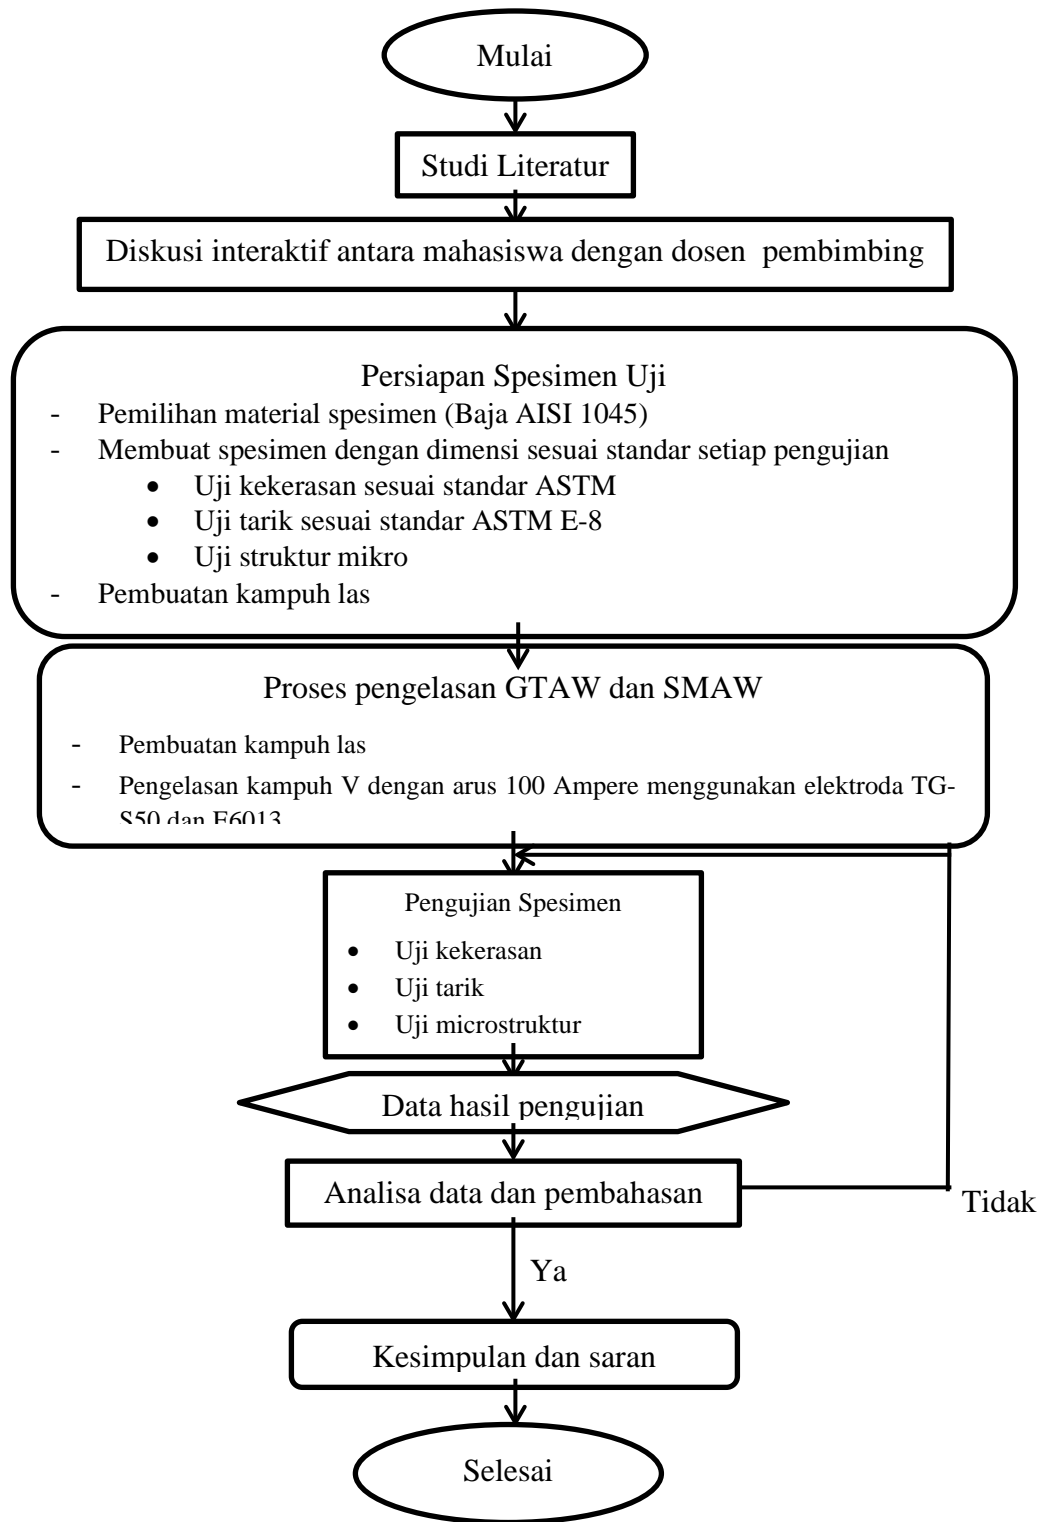 Mulai
Studi Literatur
Diskusi interaktif antara mahasiswa dengan dosen pembimbing
Persiapan Spesimen Uji
- Pemilihan material spesimen (Baja AISI 1045)
- Membuat spesimen dengan dimensi sesuai standar setiap pengujian
• Uji kekerasan sesuai standar ASTM
• Uji tarik sesuai standar ASTM E-8
• Uji struktur mikro
- Pembuatan kampuh las
Proses pengelasan GTAW dan SMAW
- Pembuatan kampuh las
- Pengelasan kampuh V dengan arus 100 Ampere menggunakan elektroda TG-
S50 dan E6013
Pengujian Spesimen
• Uji kekerasan
• Uji tarik
• Uji microstruktur
Data hasil pengujian
Analisa data dan pembahasan
Tidak
Ya
Kesimpulan dan saran
Selesai